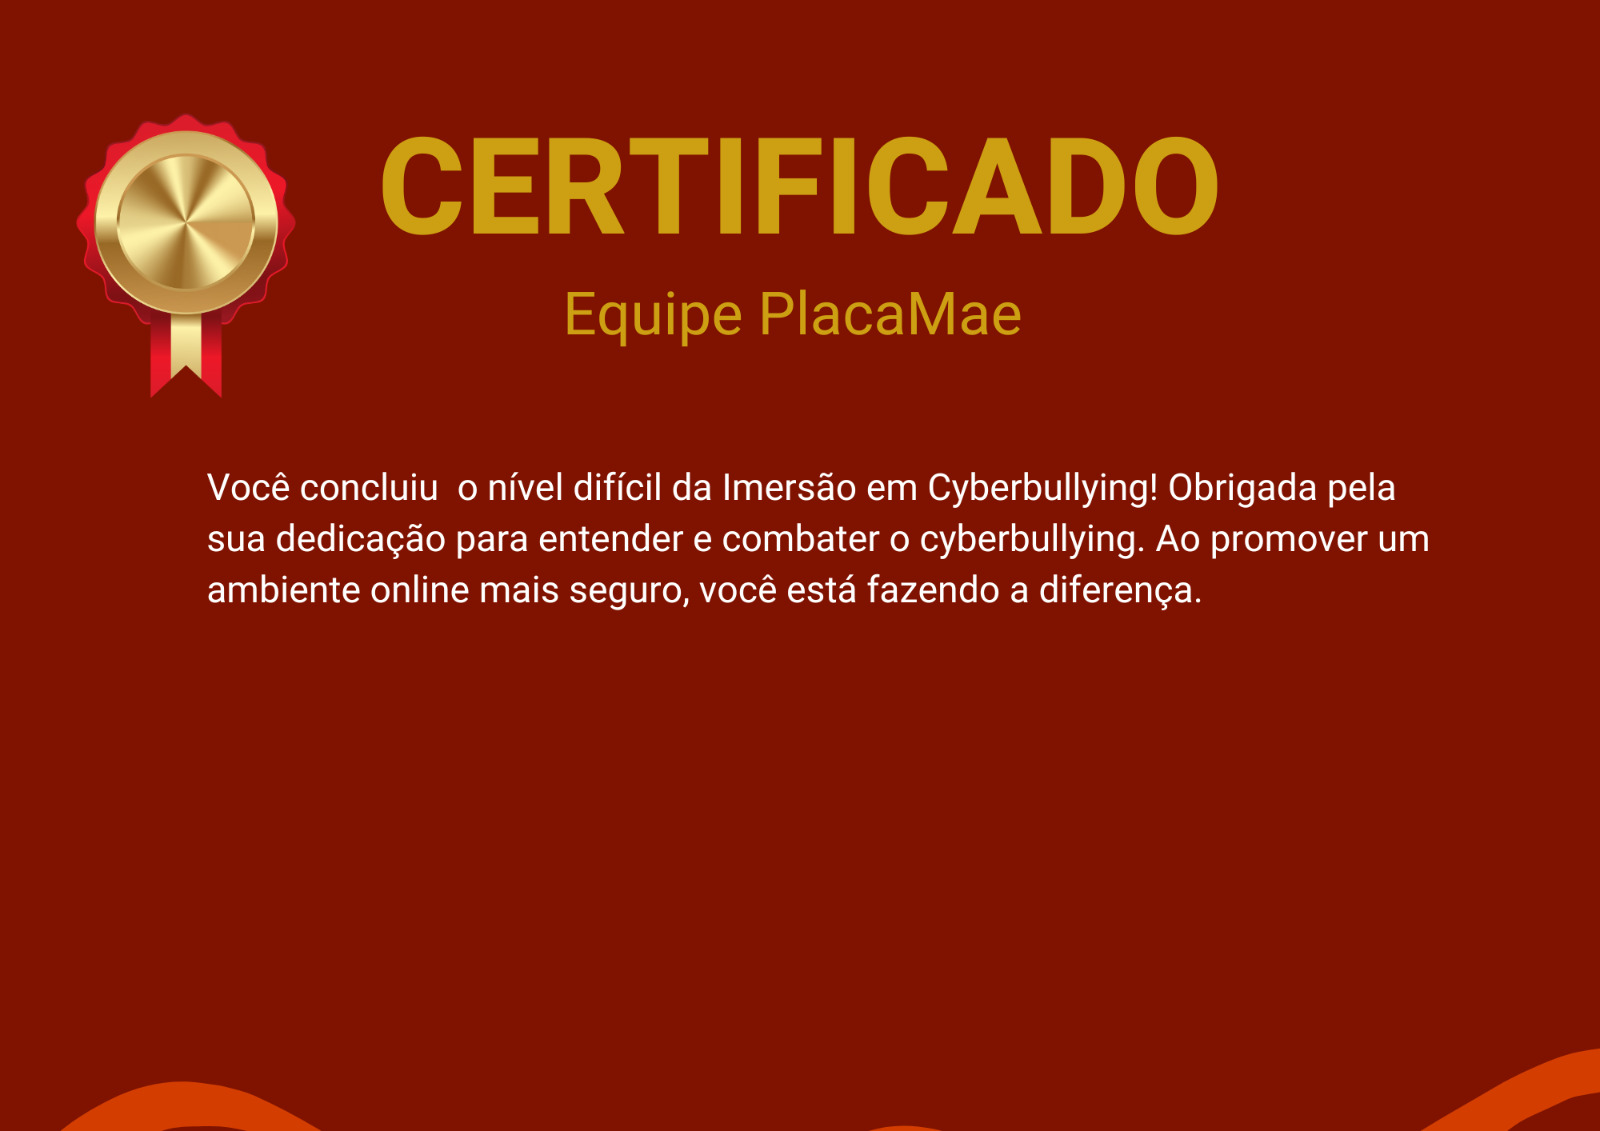 CERTIFICADO
Equipe PlacaMae
Você concluiu  o nível difícil da Imersão em Cyberbullying! Obrigada pela
sua dedicação para entender e combater o cyberbullying. Ao promover um
ambiente online mais seguro, você está fazendo a diferença.